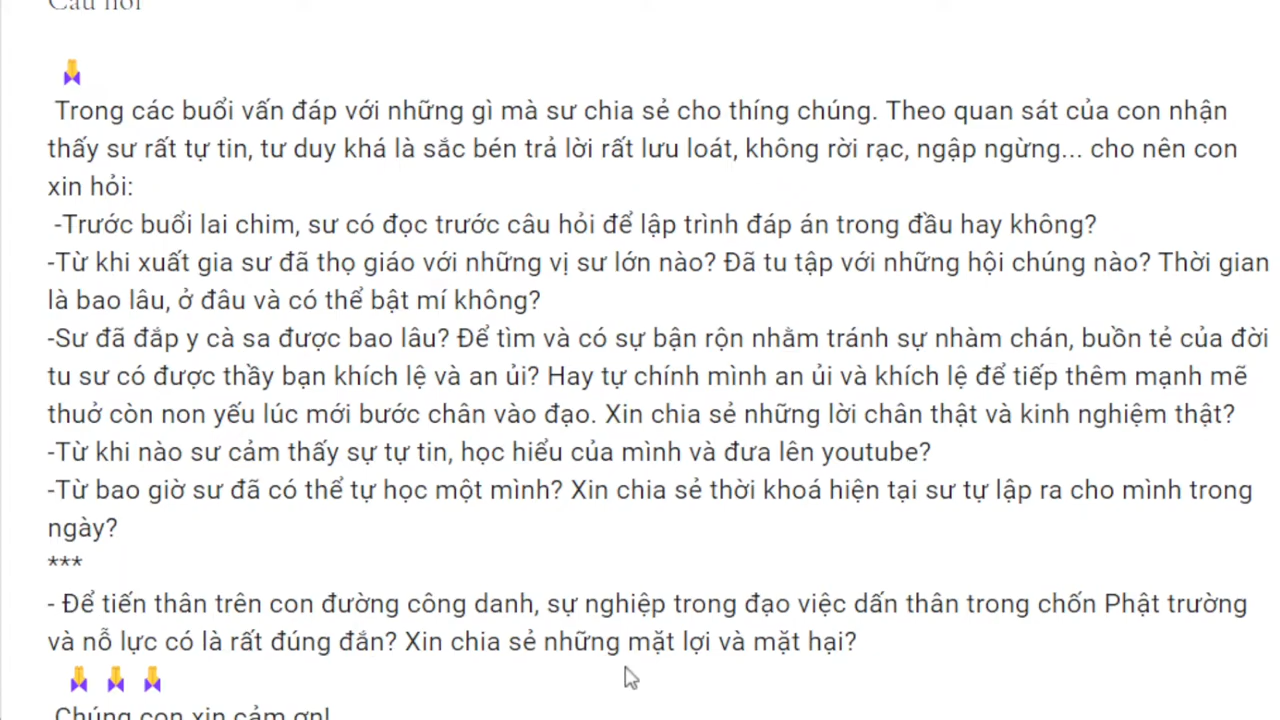 Câu hỏi
Trong các buổi vấn đáp với những gì mà sư chia sẻ cho thính chúng. Theo quan sát của con nhận
thấy sư rất tự tin, tư duy khá là sắc bén trả lời rất lưu loát, không rời rạc, ngập ngừng... cho nên con
xin hỏi:
-Trước buổi lai chim, sư có đọc trước câu hỏi để lập trình đáp án trong đầu hay không?
-Từ khi xuất gia sư đã thọ giáo với những vị sư lớn nào? Đã tu tập với những hội chúng nào? Thời gian
là bao lâu, ở đâu và có thể bật mí không?
-Sư đã đắp y cà sa được bao lâu? Để tìm và có sự bận rộn nhằm tránh sự nhàm chán, buồn tẻ của đời
tu sư có được thầy bạn khích lệ và an ủi? Hay tự chính mình an ủi và khích lệ để tiếp thêm mạnh mẽ
thuở còn non yếu lúc mới bước chân vào đạo. Xin chia sẻ những lời chân thật và kinh nghiệm thật?
-Từ khi nào sư cảm thấy sự tự tin, học hiểu của mình và đưa lên youtube?
-Từ bao giờ sư đã có thể tự học một mình? Xin chia sẻ thời khoá hiện tại sư tự lập ra cho mình trong
ngày?
***
- Để tiến thân trên con đường công danh, sự nghiệp trong đạo việc dấn thân trong chốn Phật trường
và nỗ lực có là rất đúng đắn? Xin chia sẻ những mặt lợi và mặt hại?
Chúng con xin cảm ơn!